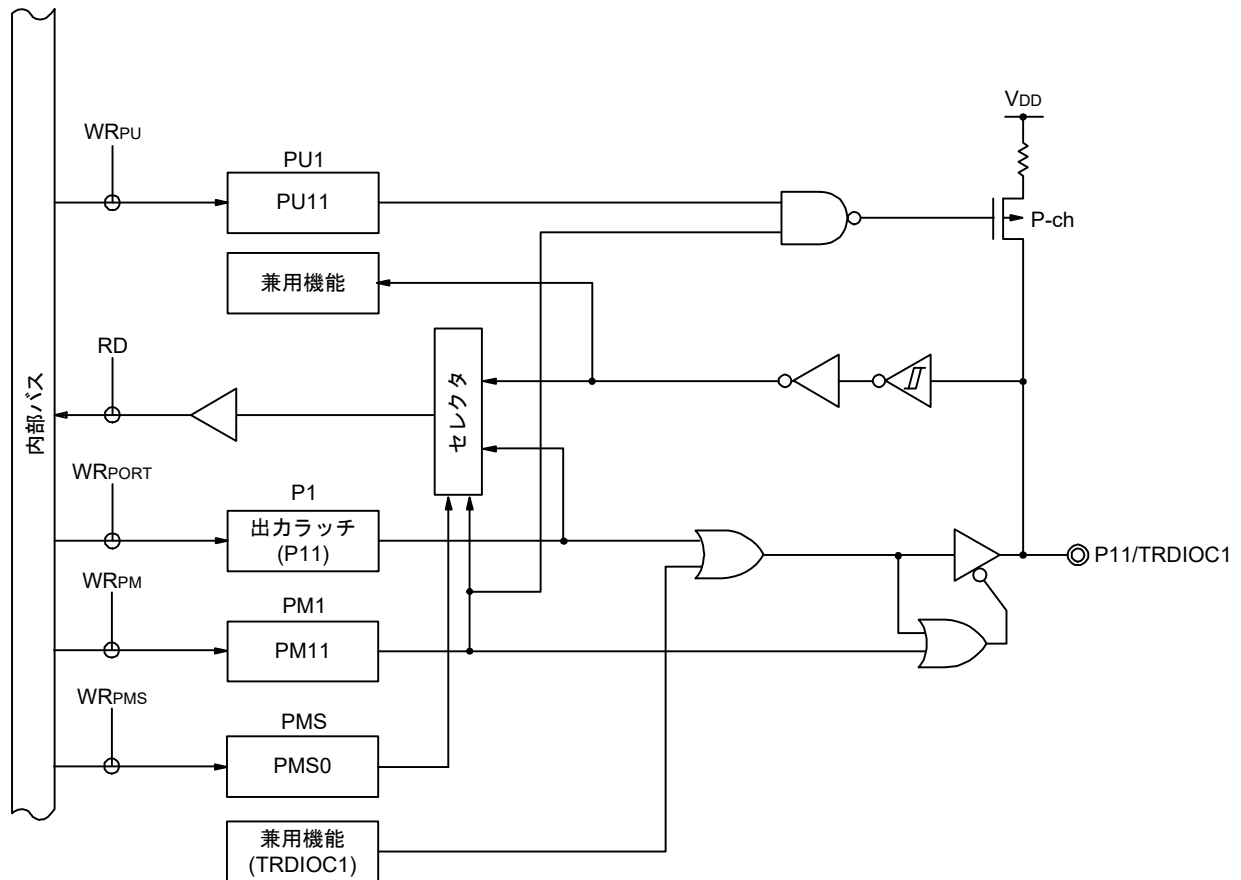 VDD
WRPU
PU1
PU11
P-ch
兼用機能
RD
セレクタ
内部バス
WRPORT
P1
出力ラッチ
(P11)
P11/TRDIOC1
WRPM
PM1
PM11
WRPMS
PMS
PMS0
兼用機能
(TRDIOC1)